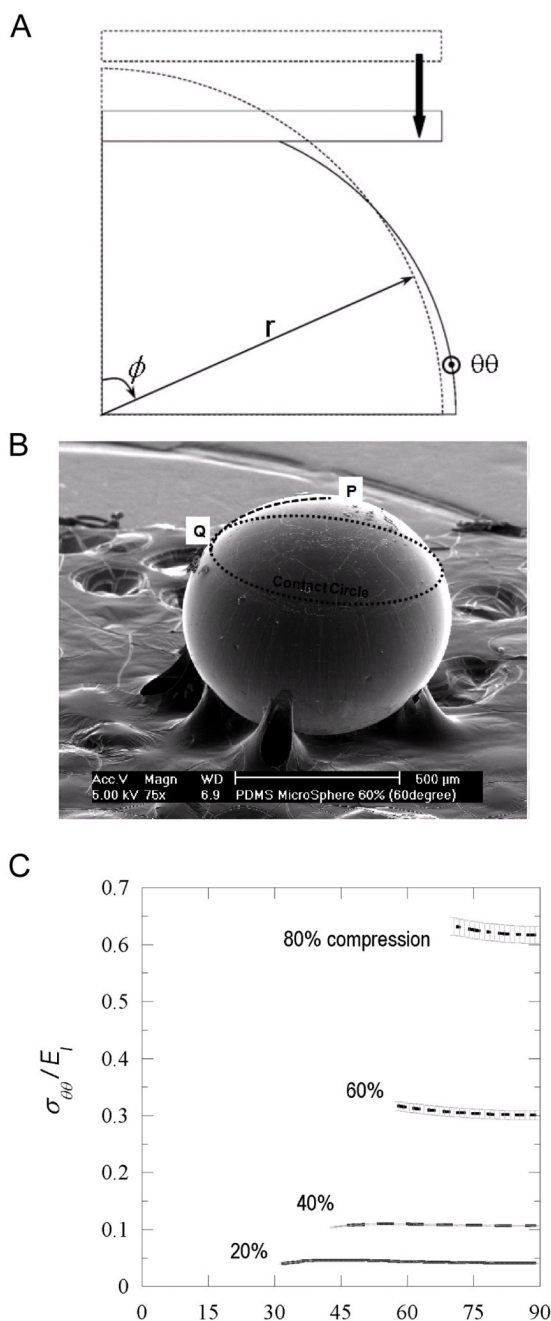 A
r
ϕ
θθ
B
P
Q
Contact Circle
Acc.V Magn WD 500 µm
5.00 kV 75x 6.9 PDMS MicroSphere 60% (60degree)
C
0.7
80% compression
0.6
0.5
σθθ / EI
0.4
60%
0.3
0.2
40%
0.1
20%
0
0 15 30 45 60 75 90